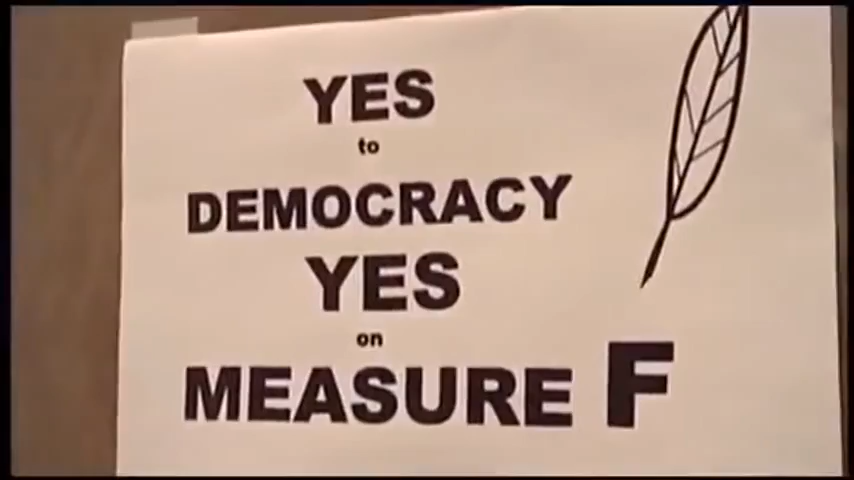 YES
to
DEMOCRACY
YES
on
MEASURE F